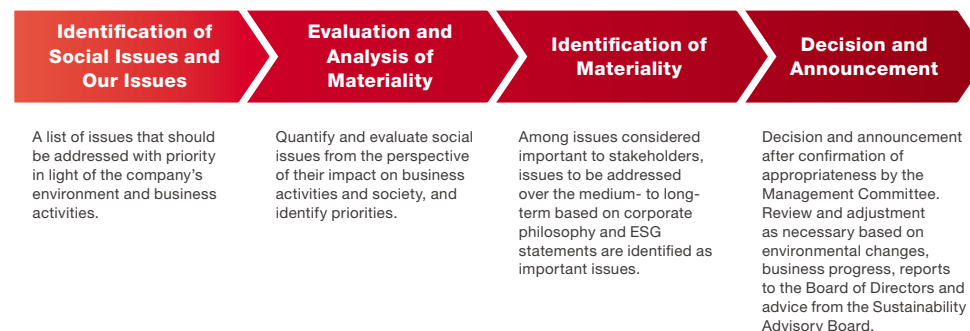 Identification of
Social Issues and
Our Issues
Evaluation and
Analysis of
Materiality
Identification of
Materiality
Decision and
Announcement
A list of issues that should
be addressed with priority
in light of the company's
environment and business
activities.
Quantify and evaluate social
issues from the perspective
of their impact on business
activities and society, and
identify priorities.
Among issues considered
important to stakeholders,
issues to be addressed
over the medium- to long-
term based on corporate
philosophy and ESG
statements are identified as
important issues.
Decision and announcement
after confirmation of
appropriateness by the
Management Committee.
Review and adjustment
as necessary based on
environmental changes,
business progress, reports
to the Board of Directors and
advice from the Sustainability
Advisory Board.